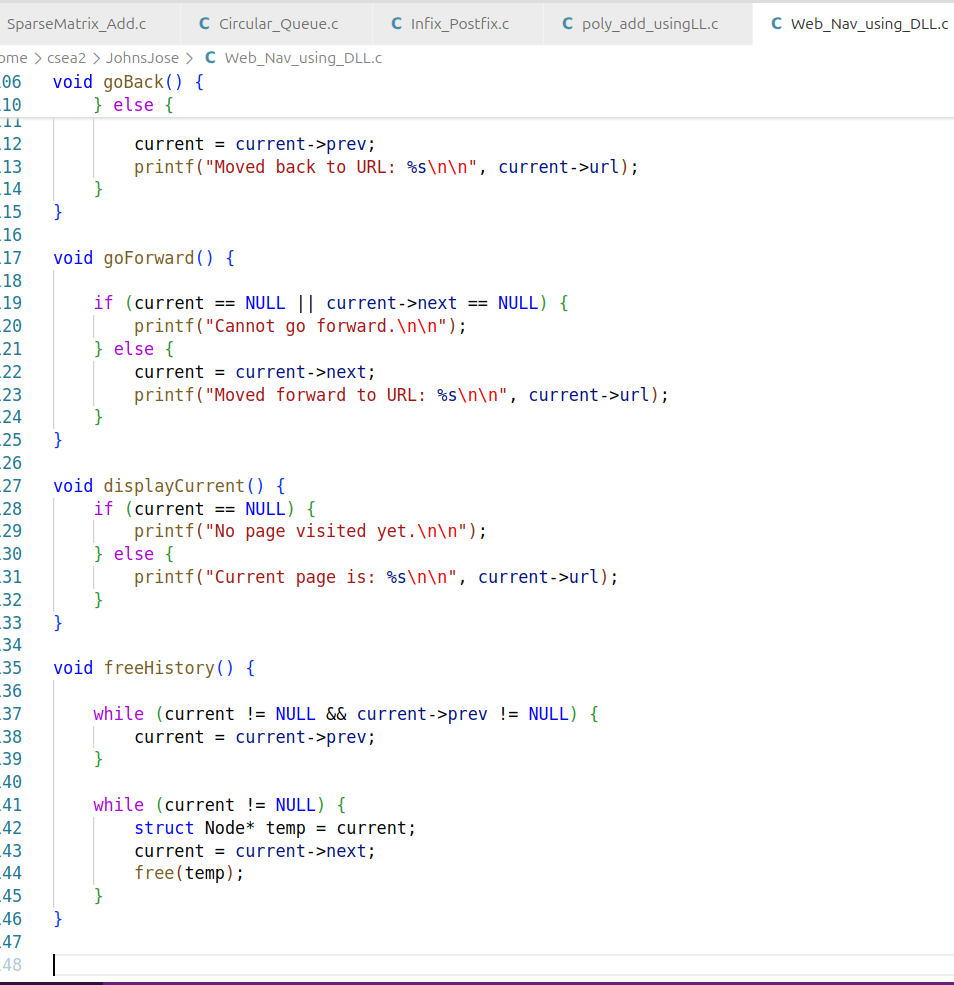 SparseMatrix_Add.c C Circular_Queue.c C Infix_Postfix.c C poly_add_usingLL.c C Web_Nav_using_DLL.c
ome > csea2 > JohnsJose > C Web_Nav_using_DLL.c
06 void goBack() {
10 } else {
11
12 current = current->prev;
13 printf("Moved back to URL: %s\n\n", current->url);
14 }
15 }
16
17 void goForward() {
18
19 if (current == NULL || current->next == NULL) {
20 printf("Cannot go forward.\n\n");
21 } else {
22 current = current->next;
23 printf("Moved forward to URL: %s\n\n", current->url);
24 }
25 }
26
27 void displayCurrent() {
28 if (current == NULL) {
29 printf("No page visited yet.\n\n");
30 } else {
31 printf("Current page is: %s\n\n", current->url);
32 }
33 }
34
35 void freeHistory() {
36
37 while (current != NULL && current->prev != NULL) {
38 current = current->prev;
39 }
40
41 while (current != NULL) {
42 struct Node* temp = current;
43 current = current->next;
44 free(temp);
45 }
46 }
47
48